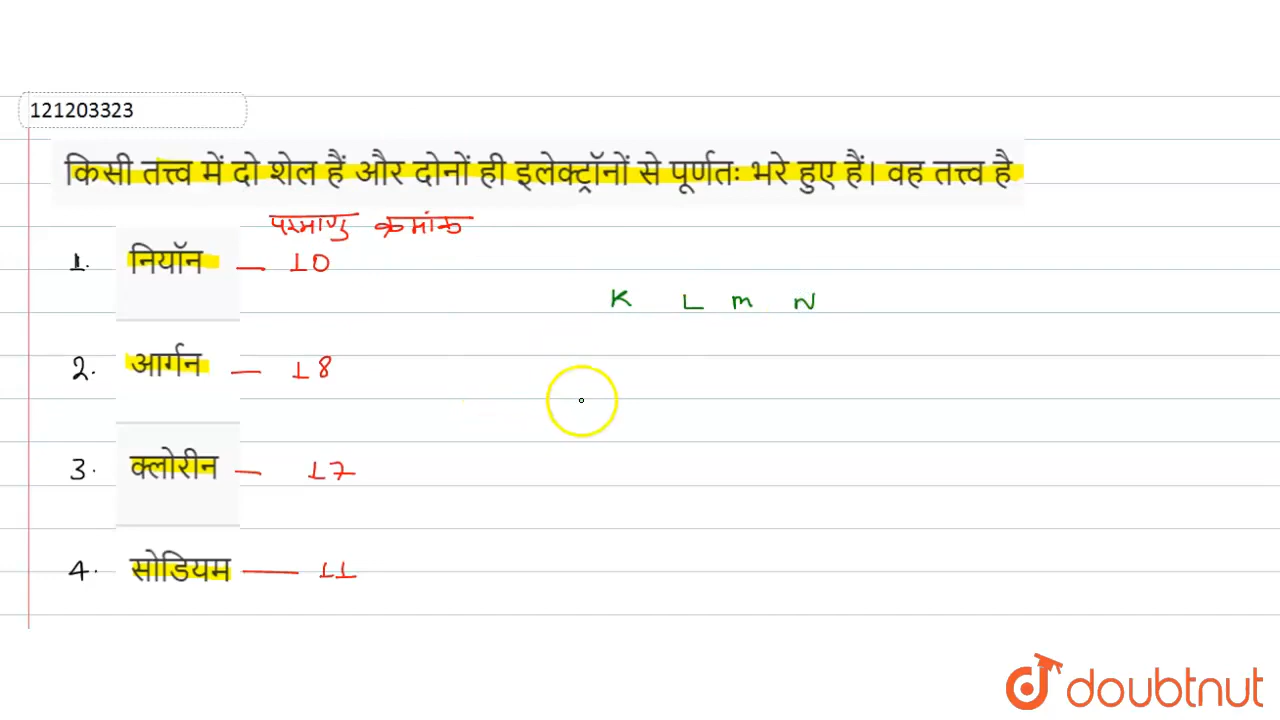 121203323
किसी तत्त्व में दो शेल हैं और दोनों ही इलेक्ट्रॉनों से पूर्णतः भरे हुए हैं। वह तत्त्व है
परमाणु क्रमांक
1. नियॉन — 10
K L m N
2. आर्गन — 18
3. क्लोरीन — 17
4. सोडियम — 11
doubtnut